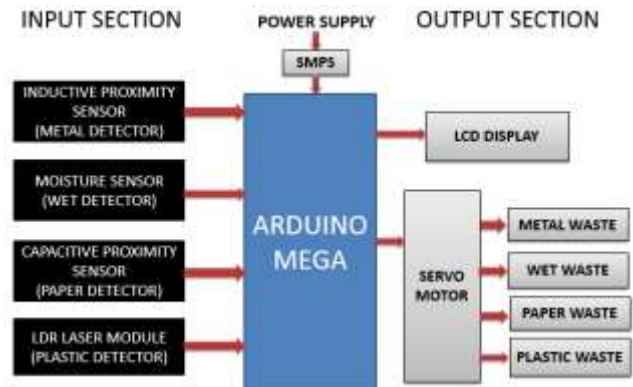 INPUT SECTION
POWER SUPPLY
OUTPUT SECTION
SMPS
INDUCTIVE PROXIMITY
SENSOR
(METAL DETECTOR)
MOISTURE SENSOR
(WET DETECTOR)
CAPACITIVE PROXIMITY
SENSOR
(PAPER DETECTOR)
LDR LASER MODULE
(PLASTIC DETECTOR)
ARDUINO
MEGA
LCD DISPLAY
SERVO
MOTOR
METAL WASTE
WET WASTE
PAPER WASTE
PLASTIC WASTE